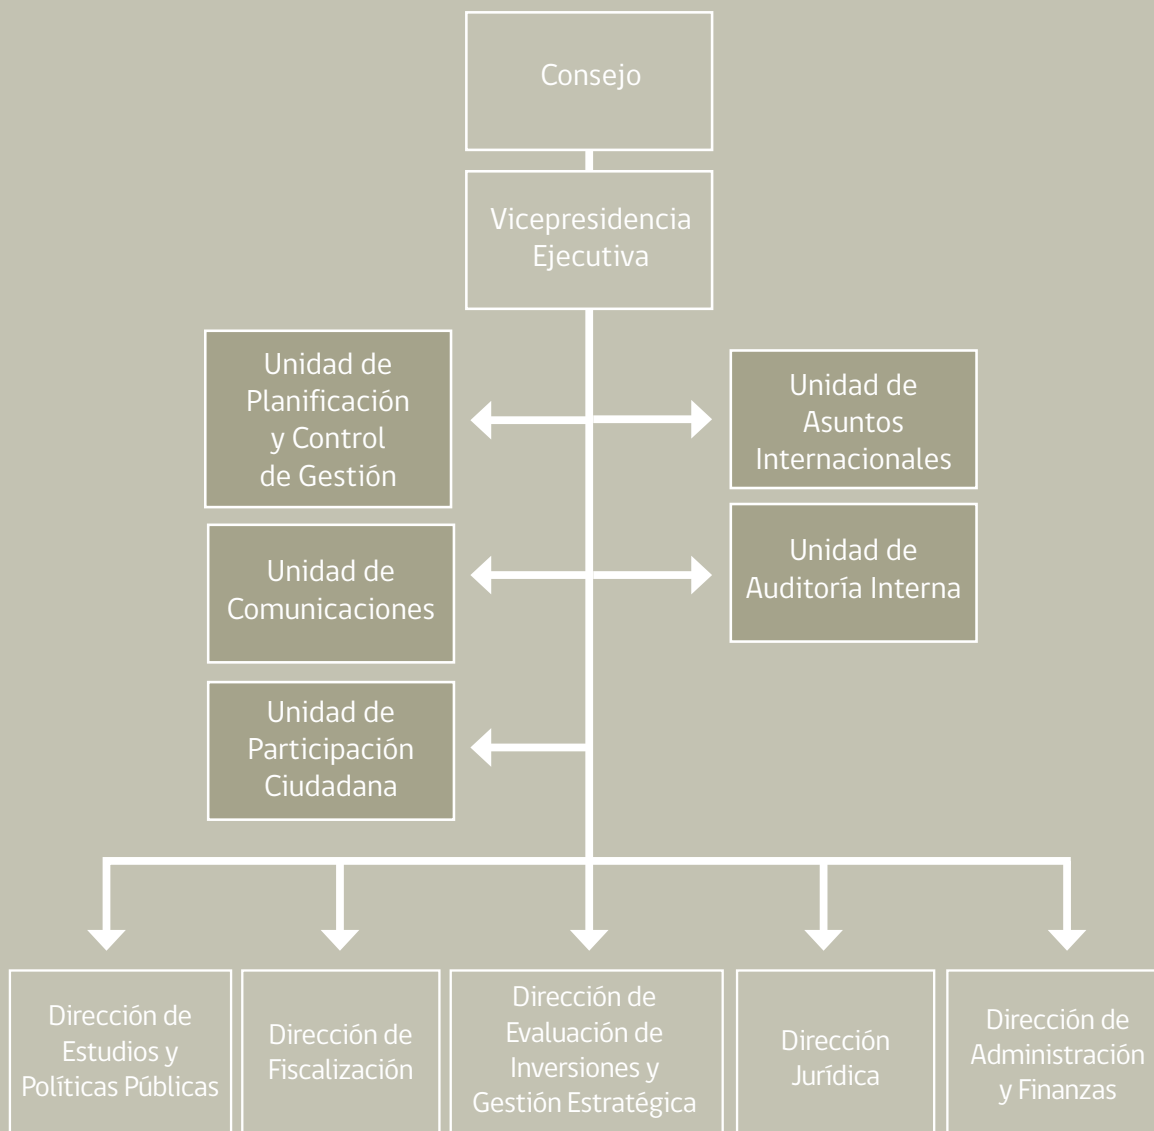 Consejo
Vicepresidencia
Ejecutiva
Unidad de
Planificación
y Control
de Gestión
Unidad de
Asuntos
Internacionales
Unidad de
Comunicaciones
Unidad de
Auditoría Interna
Unidad de
Participación
Ciudadana
Dirección de
Estudios y
Políticas Públicas
Dirección de
Fiscalización
Dirección de
Evaluación de
Inversiones y
Gestión Estratégica
Dirección
Jurídica
Dirección de
Administración
y Finanzas